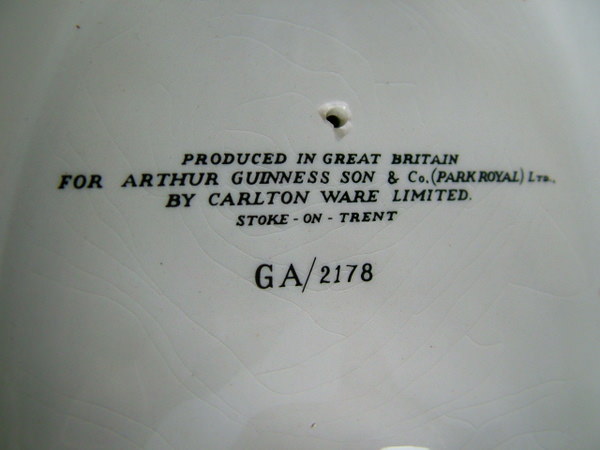 PRODUCED IN GREAT BRITAIN
FOR ARTHUR GUINNESS SON & Co. (PARK ROYAL) LTD.,
BY CARLTON WARE LIMITED.
STOKE - ON - TRENT
GA/2178